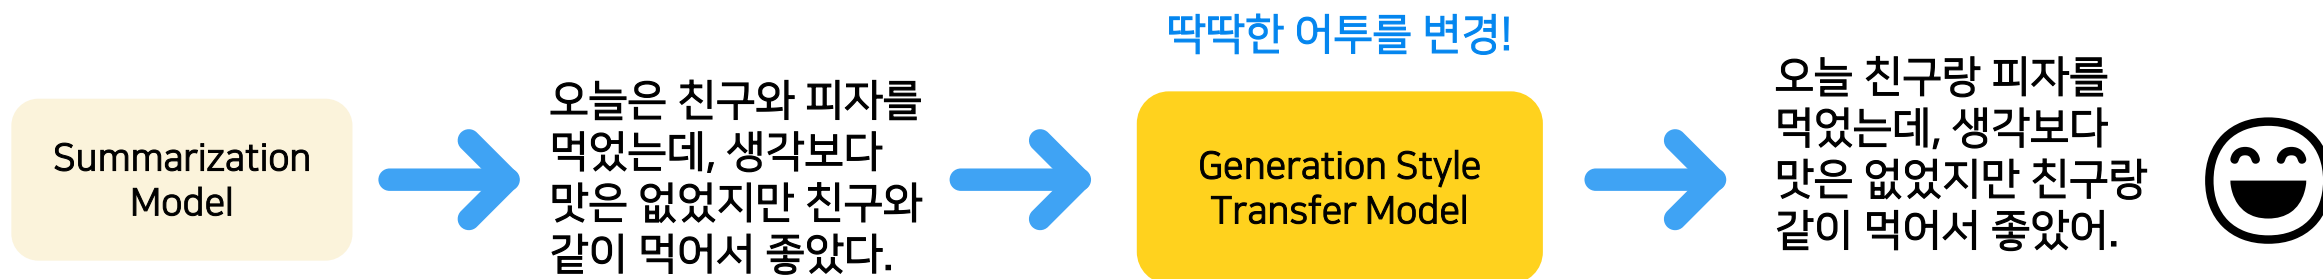 Summarization
Model
오늘은 친구와 피자를
먹었는데, 생각보다
맛은 없었지만 친구와
같이 먹어서 좋았다.
딱딱한 어투를 변경!
Generation Style
Transfer Model
오늘 친구랑 피자를
먹었는데, 생각보다
맛은 없었지만 친구랑
같이 먹어서 좋았어.